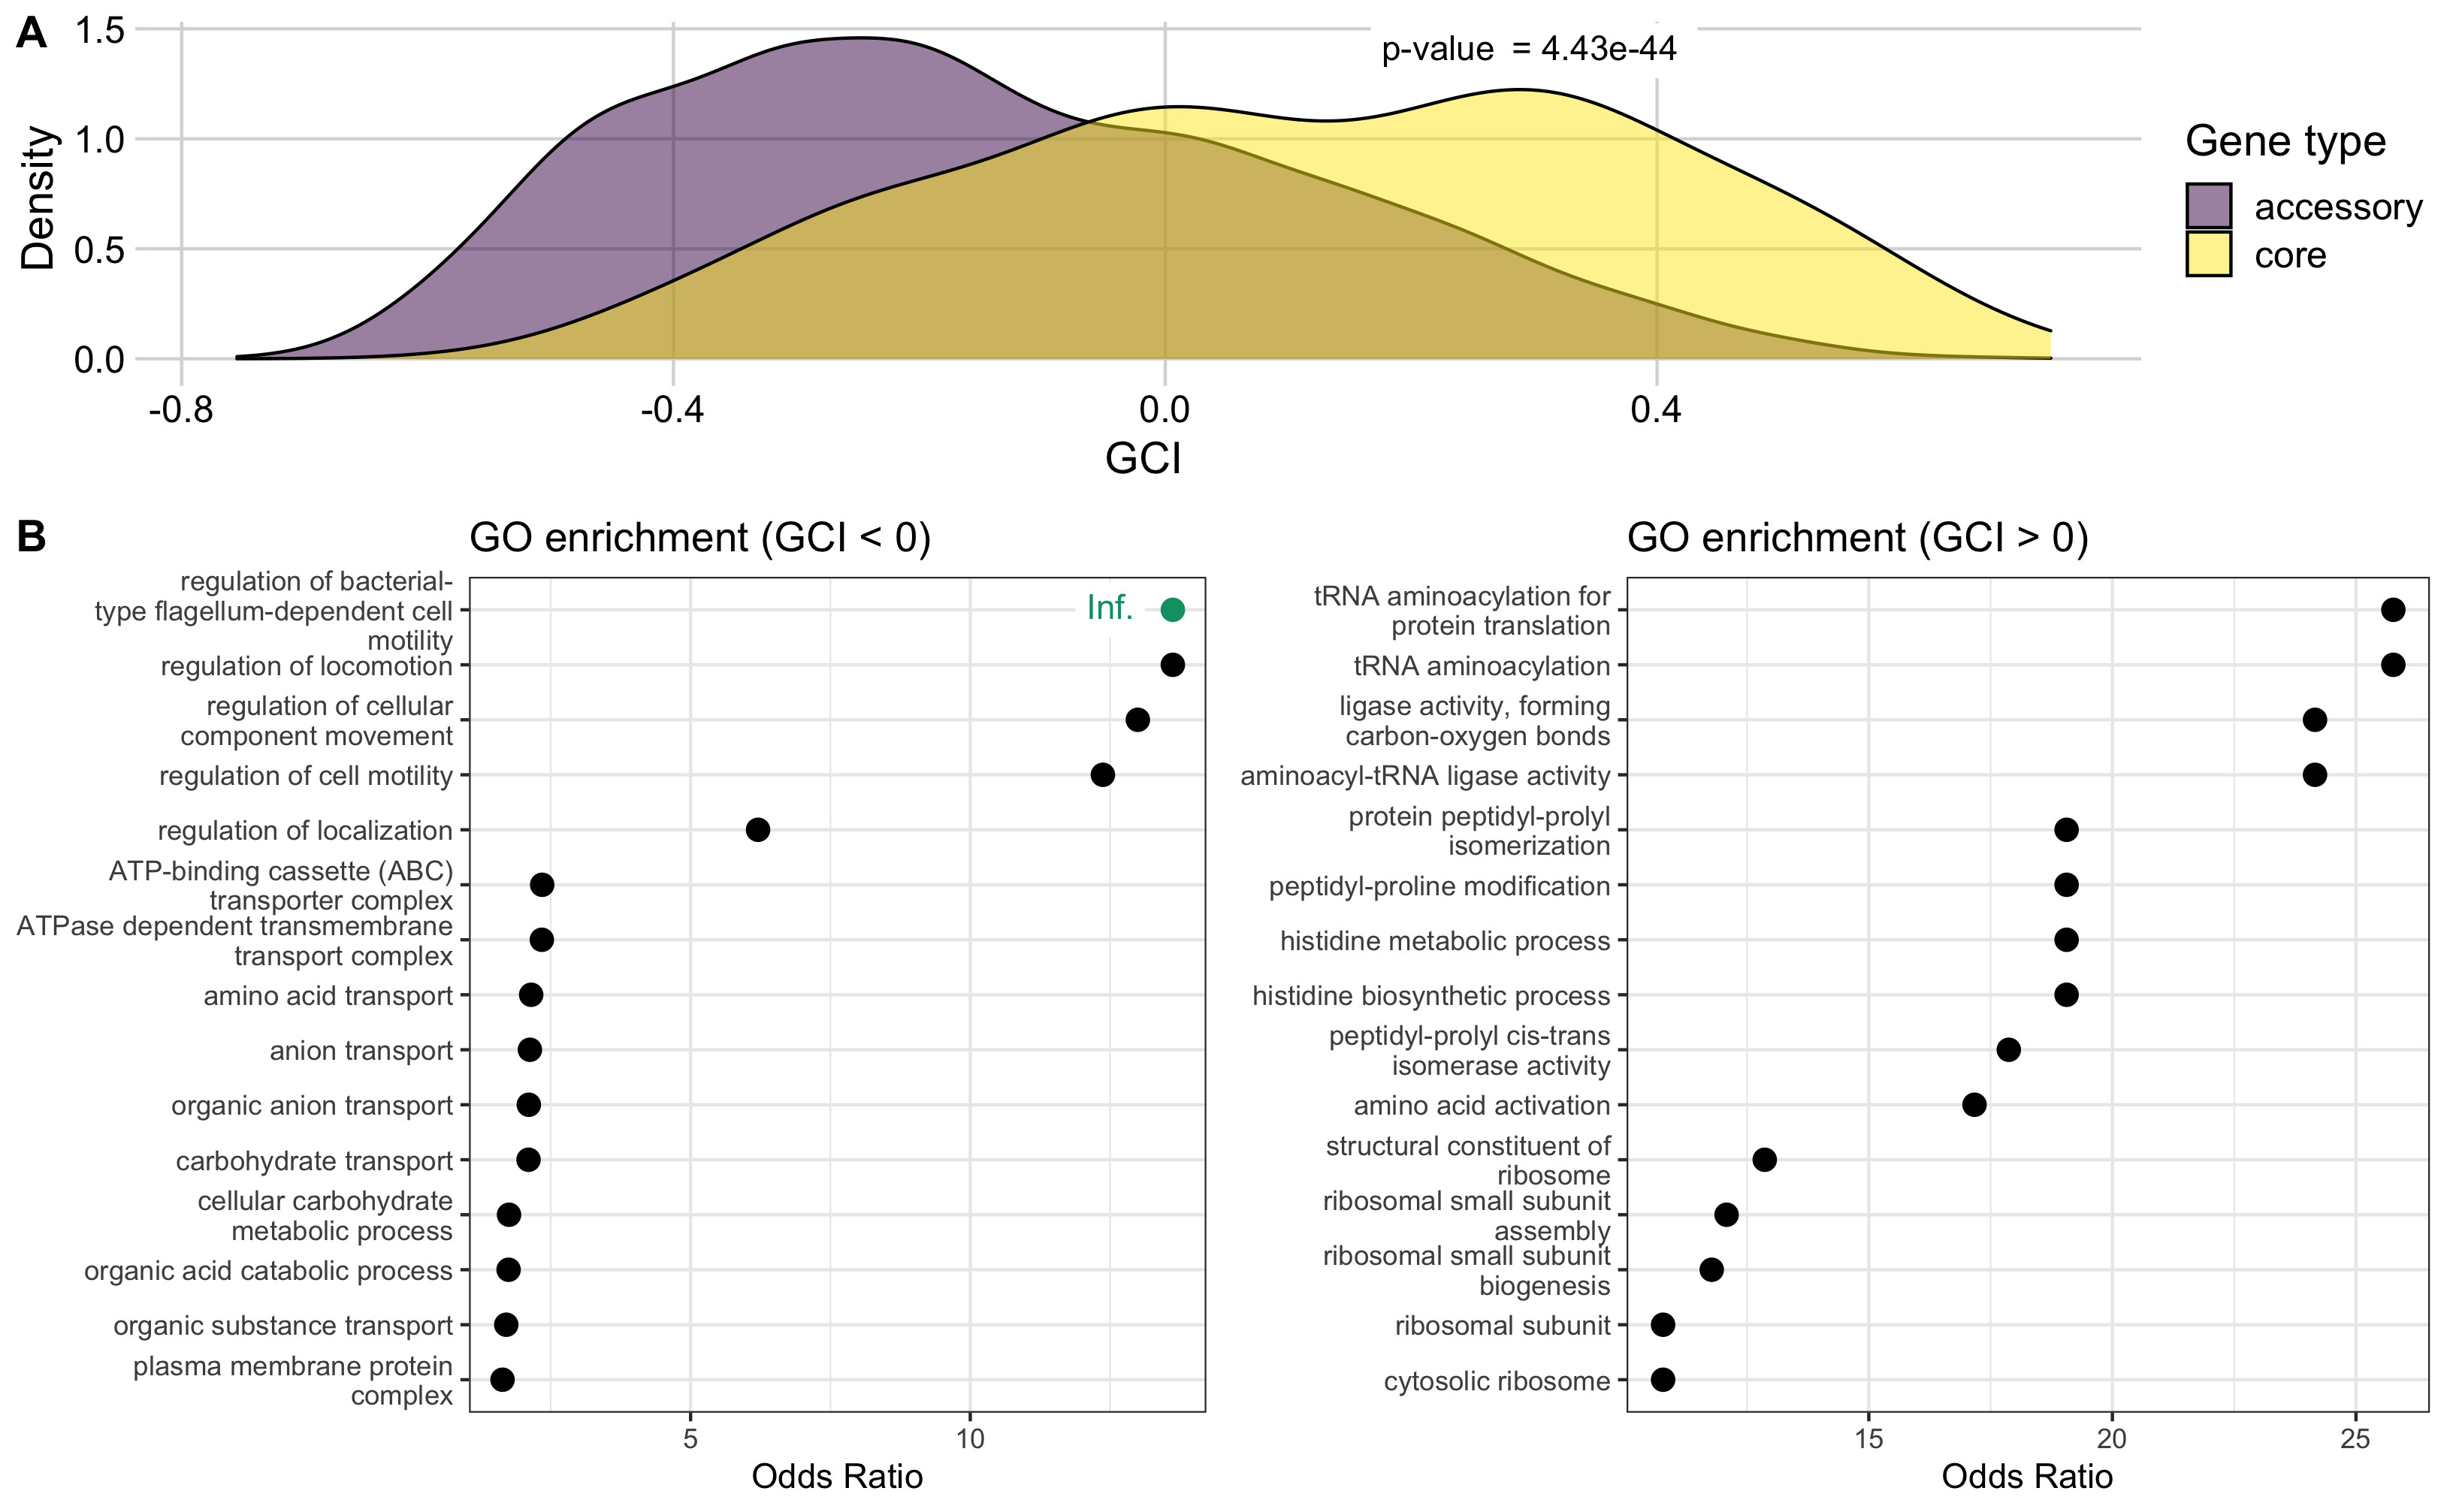 A
1.5
1.0
0.5
0.0
Density
p-value = 4.43e-44
-0.8
-0.4
0.0
0.4
GCI
Gene type
accessory
core
B
GO enrichment (GCI < 0)
regulation of bacterial-
type flagellum-dependent cell
motility
regulation of locomotion
regulation of cellular
component movement
regulation of cell motility
regulation of localization
ATP-binding cassette (ABC)
transporter complex
ATPase dependent transmembrane
transport complex
amino acid transport
anion transport
organic anion transport
carbohydrate transport
cellular carbohydrate
metabolic process
organic acid catabolic process
organic substance transport
plasma membrane protein
complex
Inf.
5
10
Odds Ratio
GO enrichment (GCI > 0)
tRNA aminoacylation for
protein translation
tRNA aminoacylation
ligase activity, forming
carbon-oxygen bonds
aminoacyl-tRNA ligase activity
protein peptidyl-prolyl
isomerization
peptidyl-proline modification
histidine metabolic process
histidine biosynthetic process
peptidyl-prolyl cis-trans
isomerase activity
amino acid activation
structural constituent of
ribosome
ribosomal small subunit
assembly
ribosomal small subunit
biogenesis
ribosomal subunit
cytosolic ribosome
15
20
25
Odds Ratio